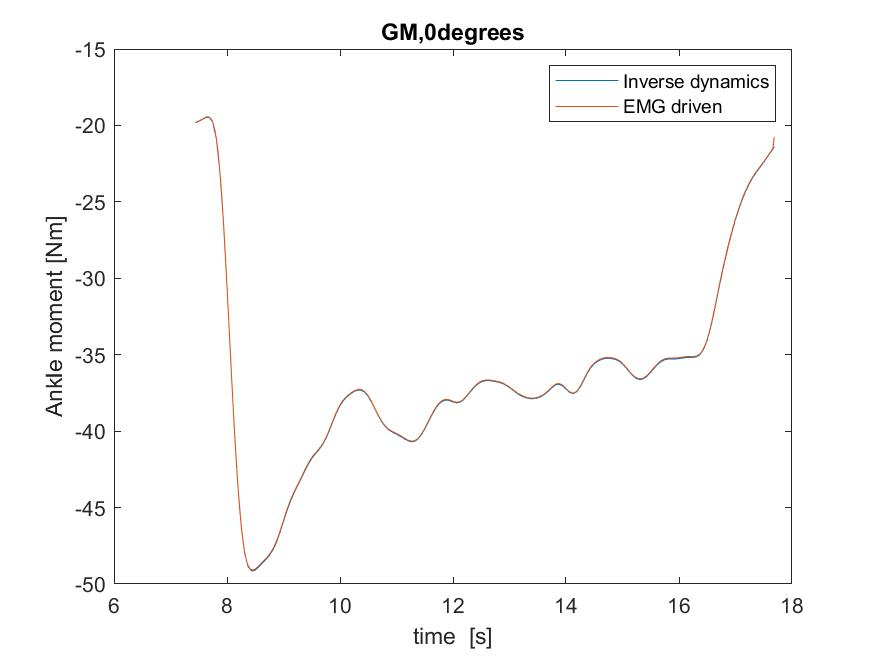 GM,0degrees
-15
-20
-25
-30
-35
-40
-45
-50
Ankle moment [Nm]
Inverse dynamics
EMG driven
6 8 10 12 14 16 18
time [s]